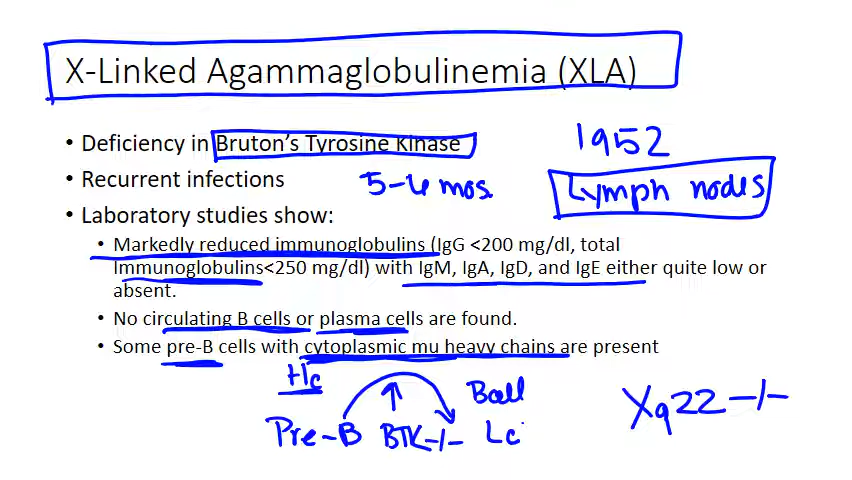 X-Linked Agammaglobulinemia (XLA)
• Deficiency in Bruton's Tyrosine Kinase
1952
• Recurrent infections
5-6 mos.
Lymph nodes
• Laboratory studies show:
• Markedly reduced immunoglobulins (IgG <200 mg/dl, total
Immunoglobulins<250 mg/dl) with IgM, IgA, IgD, and IgE either quite low or
absent.
• No circulating B cells or plasma cells are found.
• Some pre-B cells with cytoplasmic mu heavy chains are present
Hc
B cell
Xq22 -/-
Pre-B BTK-/- Lc